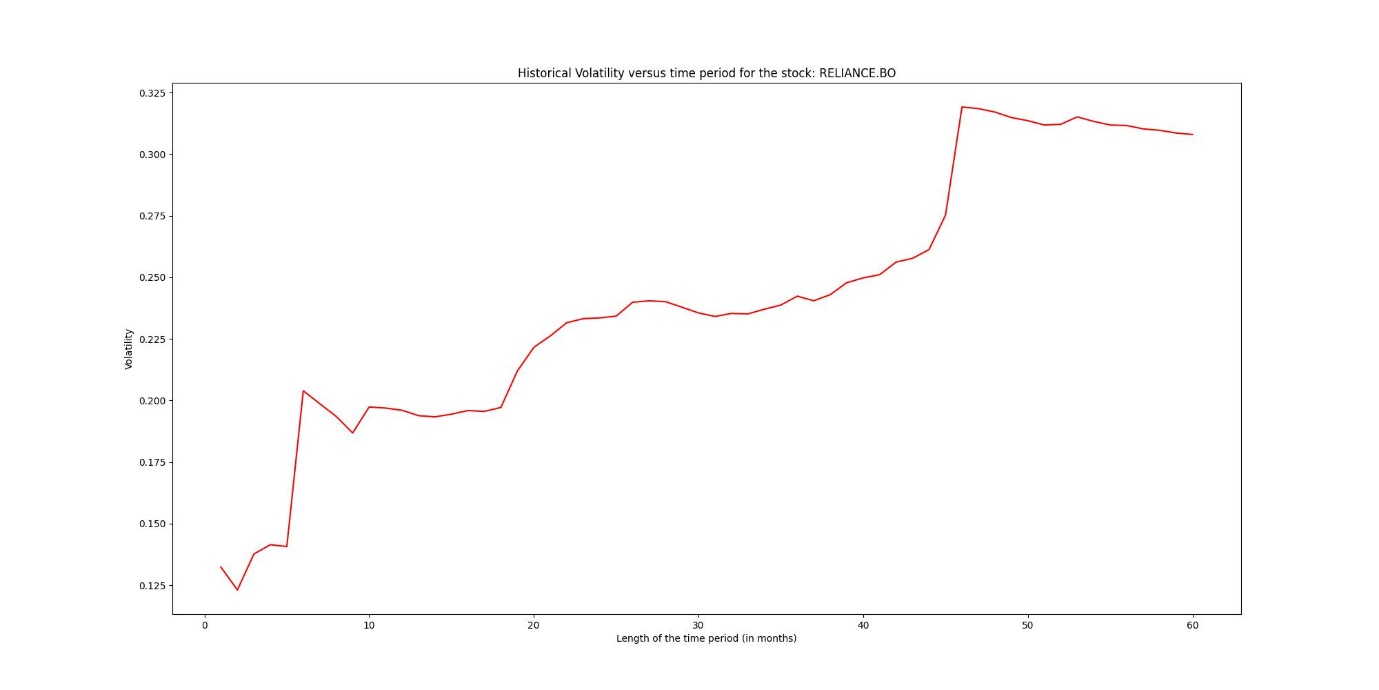 Historical Volatility versus time period for the stock: RELIANCE.BO
0.325
0.300
0.275
0.250
0.225
0.200
0.175
0.150
0.125
Volatility
0 10 20 30 40 50 60
Length of the time period (in months)